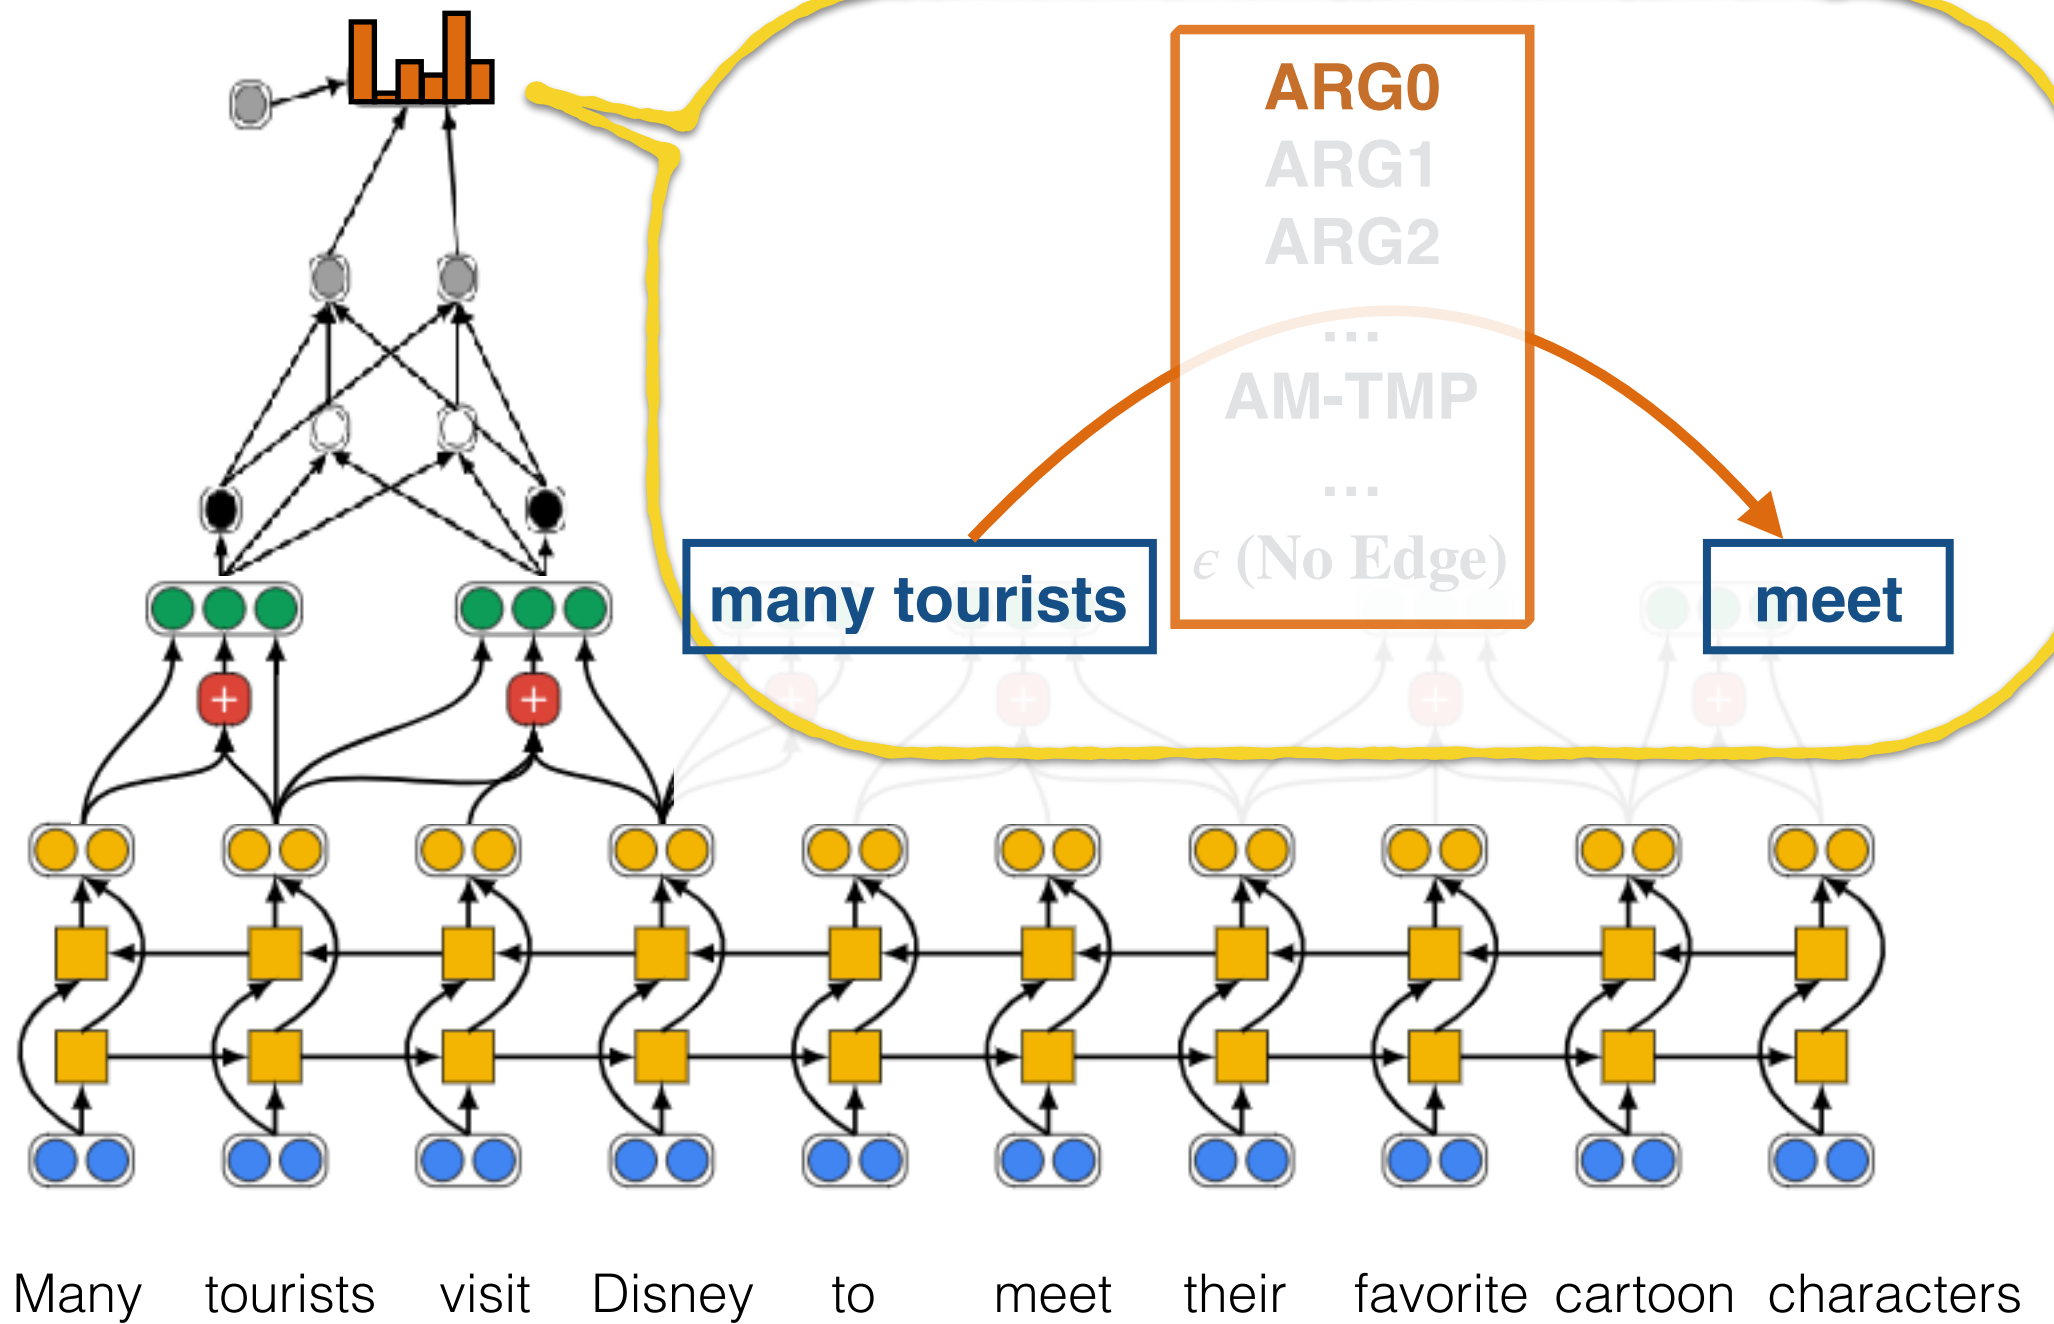 ARG0
ARG1
ARG2
...
AM-TMP
...
ϵ (No Edge)
many tourists
meet
+ + + + + +
Many tourists visit Disney to meet their favorite cartoon characters